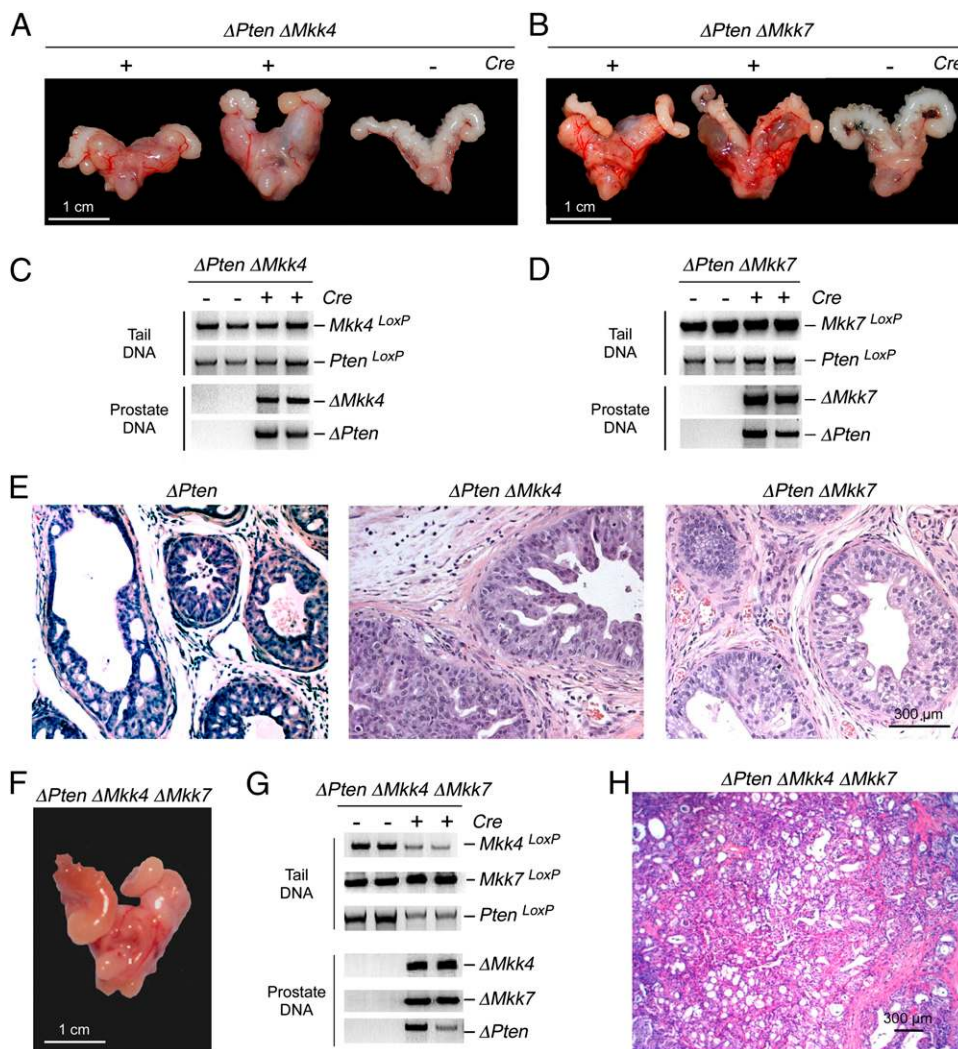 A
ΔPten ΔMkk4
+ + - Cre
1 cm
B
ΔPten ΔMkk7
+ + - Cre
1 cm
C
ΔPten ΔMkk4
- - + + Cre
Tail
DNA
Mkk4 LoxP
Pten LoxP
Prostate
DNA
ΔMkk4
ΔPten
D
ΔPten ΔMkk7
- - + + Cre
Tail
DNA
Mkk7 LoxP
Pten LoxP
Prostate
DNA
ΔMkk7
ΔPten
E
ΔPten
ΔPten ΔMkk4
ΔPten ΔMkk7
300 µm
F
ΔPten ΔMkk4 ΔMkk7
1 cm
G
ΔPten ΔMkk4 ΔMkk7
- - + + Cre
Tail
DNA
Mkk4 LoxP
Mkk7 LoxP
Pten LoxP
Prostate
DNA
ΔMkk4
ΔMkk7
ΔPten
H
ΔPten ΔMkk4 ΔMkk7
300 µm